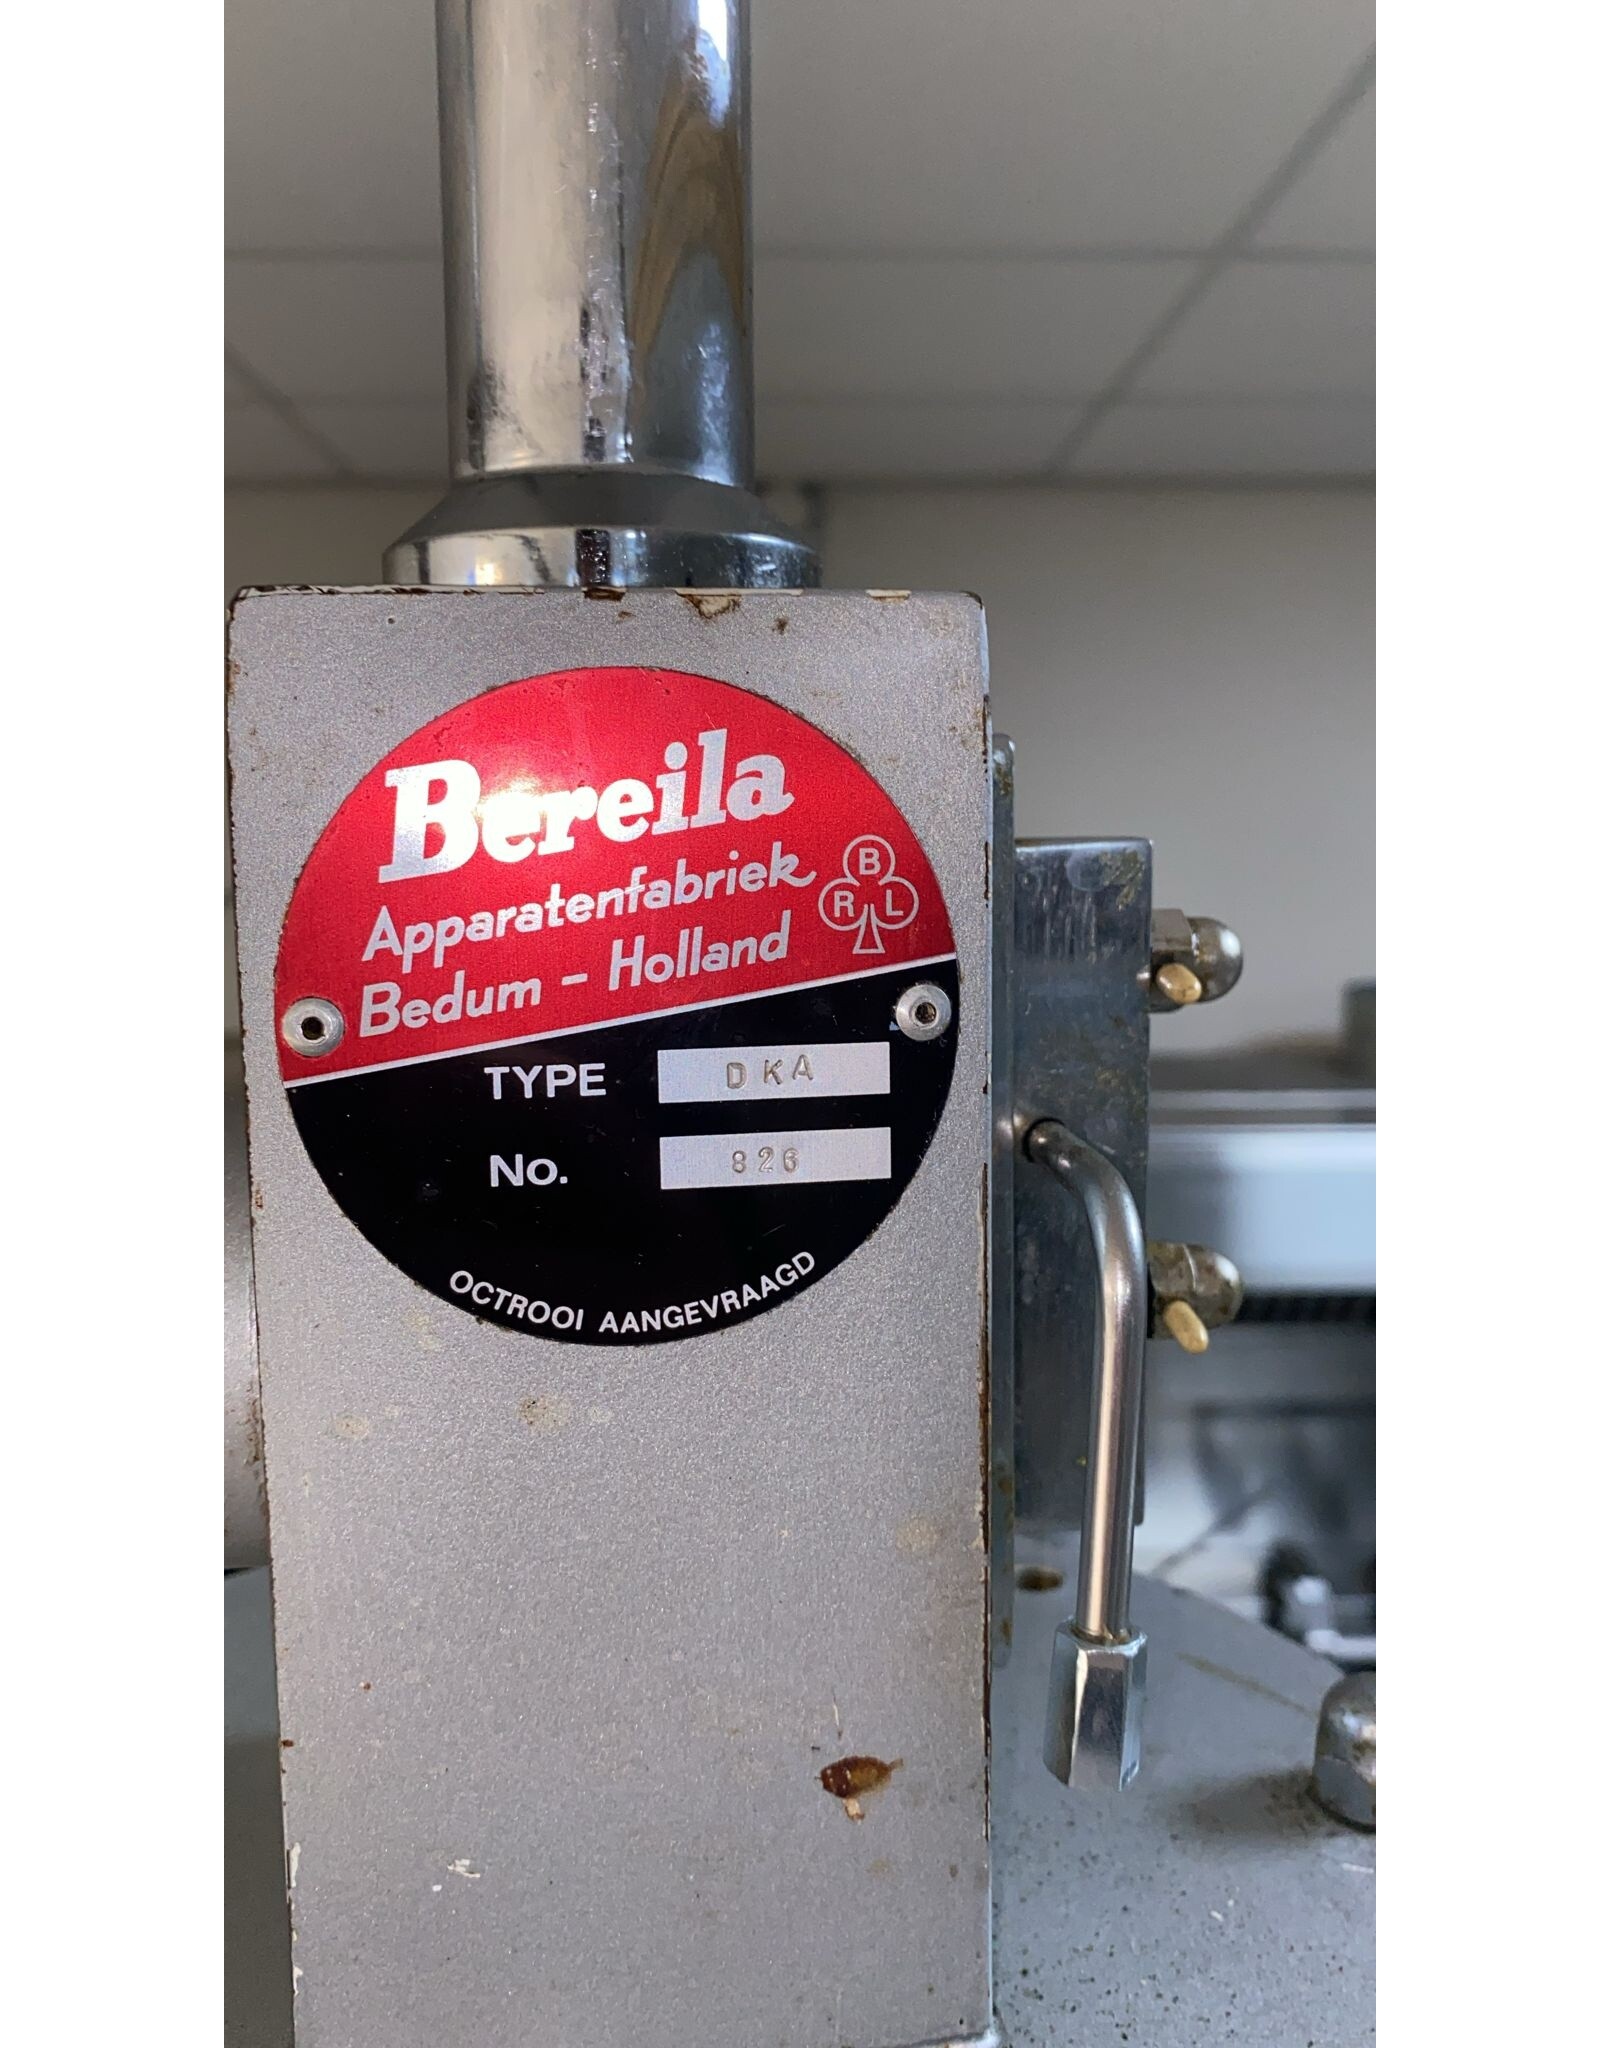 Bereila
Apparatenfabriek
Bedum - Holland
B
R L
TYPE DKA
No. 826
OCTROOI AANGEVRAAGD